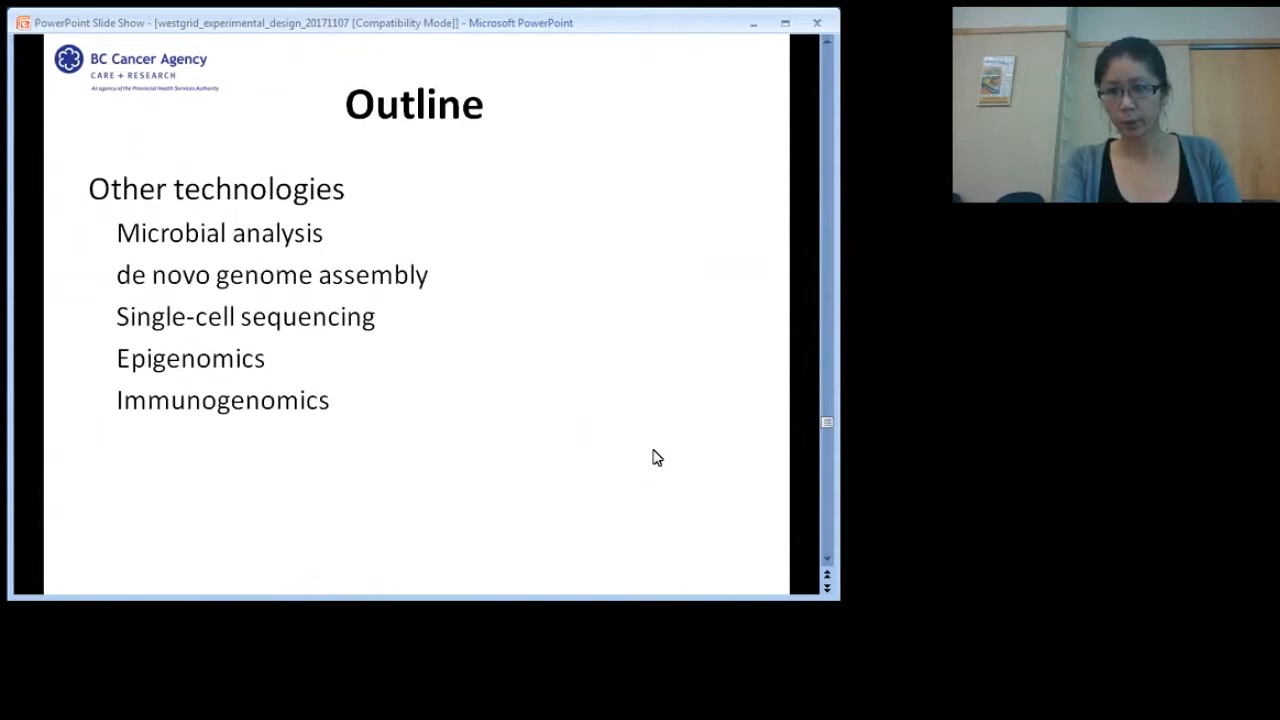 PowerPoint Slide Show - [westgrid_experimental_design_20171107 [Compatibility Mode]] - Microsoft PowerPoint
BC Cancer Agency
CARE + RESEARCH
An agency of the Provincial Health Services Authority
Outline
Other technologies
Microbial analysis
de novo genome assembly
Single-cell sequencing
Epigenomics
Immunogenomics